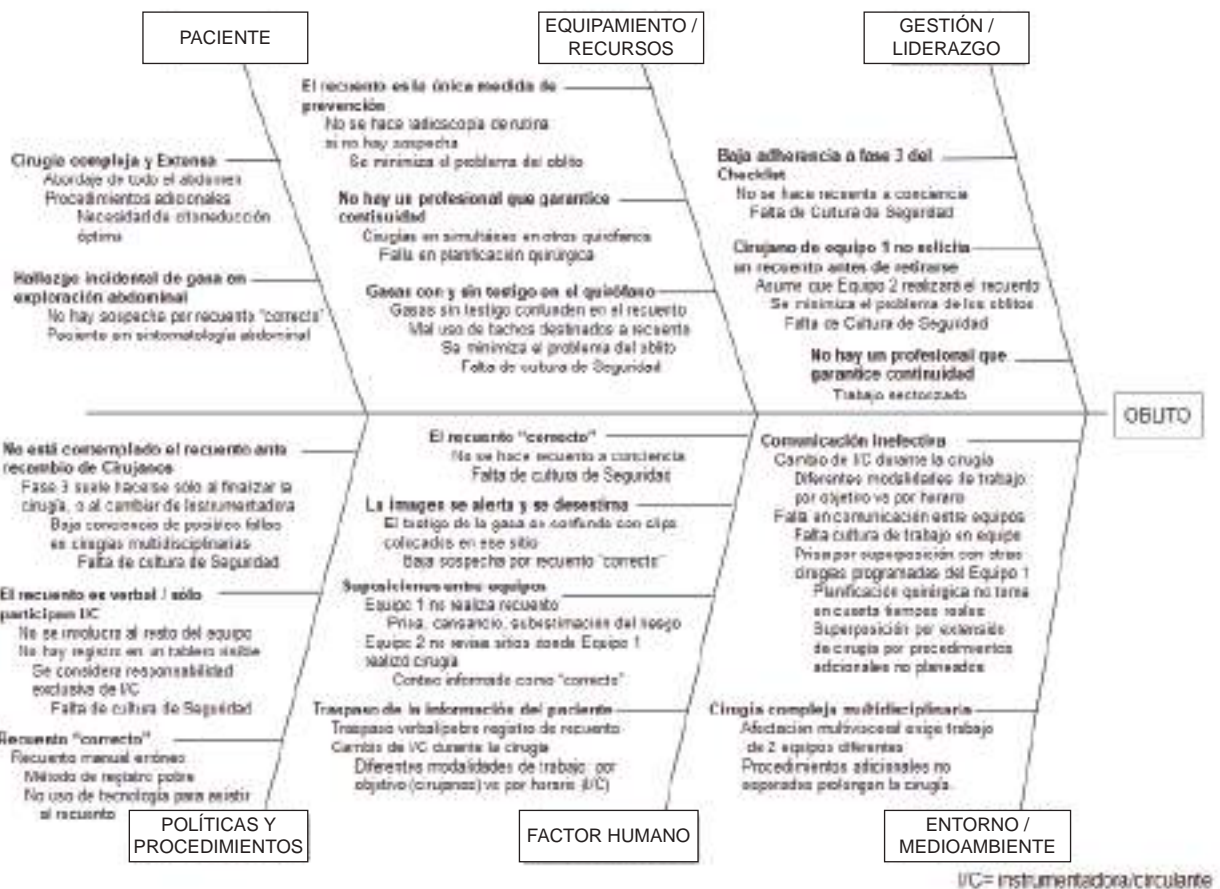 PACIENTE
Cirugía compleja y Extensa
Abordaje de todo el abdomen
Procedimientos adicionales
Necesidad de citoreducción
óptima
Hallazgo incidental de gasa en
exploración abdominal
No hay sospecha por recuento "correcto"
Paciente sin sintomatología abdominal
EQUIPAMIENTO /
RECURSOS
El recuento es la única medida de
prevención
No se hace radioscopia de rutina
si no hay sospecha
Se minimiza el problema del oblito
No hay un profesional que garantice
continuidad
Cirugías en simultáneo en otros quirófanos
Falla en planificación quirúrgica
Gasas con y sin testigo en el quirófano
Gasas sin testigo confunden en el recuento
Mal uso de tachos destinados a recuento
Se minimiza el problema del oblito
Falta de cultura de Seguridad
GESTIÓN /
LIDERAZGO
Baja adherencia a fase 3 del
Checklist
No se hace recuento a conciencia
Falta de Cultura de Seguridad
Cirujano de equipo 1 no solicita
un recuento antes de retirarse
Asume que Equipo 2 realizará el recuento
Se minimiza el problema de los oblitos
Falta de Cultura de Seguridad
No hay un profesional que
garantice continuidad
Trabajo sectorizado
OBLITO
No está contemplado el recuento ante
recambio de Cirujanos
Fase 3 suele hacerse sólo al finalizar la
cirugía, o al cambiar de Instrumentadora
Baja conciencia de posibles fallas
en cirugías multidisciplinarias
Falta de cultura de Seguridad
El recuento es verbal / sólo
participan I/C
No se involucra al resto del equipo
No hay registro en un tablero visible
Se considera responsabilidad
exclusiva de I/C
Falta de cultura de Seguridad
Recuento "correcto"
Recuento manual erróneo
Método de registro pobre
No uso de tecnología para asistir
al recuento
POLÍTICAS Y
PROCEDIMIENTOS
El recuento "correcto"
No se hace recuento a conciencia
Falta de cultura de Seguridad
La imagen se alerta y se desestima
El testigo de la gasa se confunde con clips
colocados en ese sitio
Baja sospecha por recuento "correcto"
Suposiciones entre equipos
Equipo 1 no realiza recuento
Prisa, cansancio, subestimación del riesgo
Equipo 2 no revisa sitios donde Equipo 1
realizó cirugía
Conteo informado como "correcto"
Traspaso de la información del paciente
Traspaso verbal/pobre registro de recuento
Cambio de I/C durante la cirugía
Diferentes modalidades de trabajo: por
objetivo (cirujanos) vs por horario (I/C)
FACTOR HUMANO
Comunicación Inefectiva
Cambio de I/C durante la cirugía
Diferentes modalidades de trabajo
por objetivo vs por horario
Falta en comunicación entre equipos
Falta cultura de trabajo en equipo
Prisa por superposición con otras
cirugías programadas del Equipo 1
Planificación quirúrgica no toma
en cuenta tiempos reales
Superposición por extensión
de cirugía por procedimientos
adicionales no planeados
Cirugía compleja multidisciplinaria
Afectación multivisceral exige trabajo
de 2 equipos diferentes
Procedimientos adicionales no
esperados prolongan la cirugía.
ENTORNO /
MEDIOAMBIENTE
I/C= instrumentadora/circulante